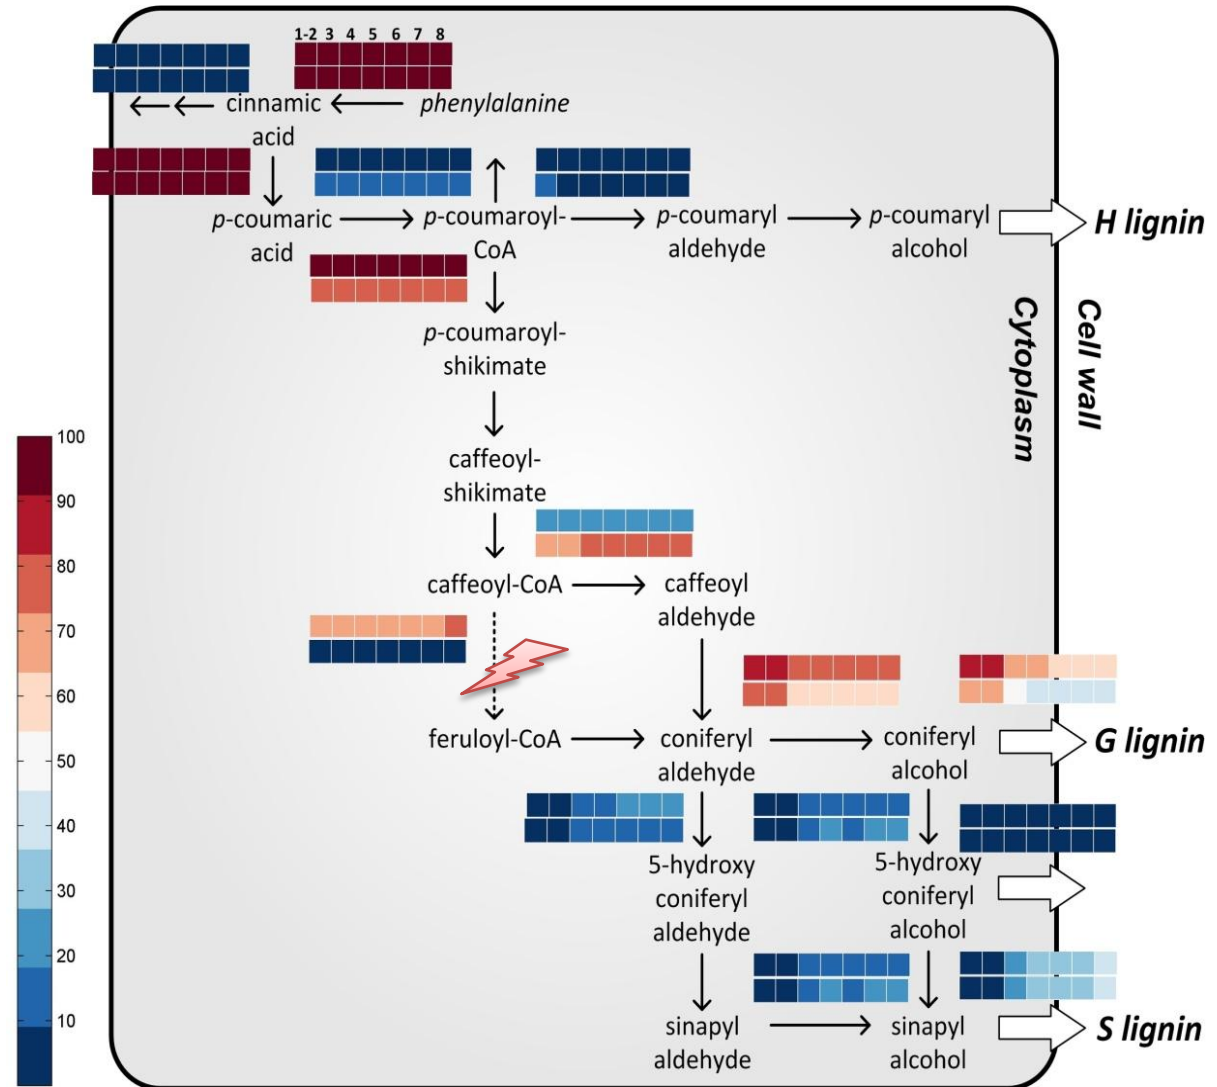 1-2 3 4 5 6 7 8
cinnamic
acid
phenylalanine
p-coumaric
acid
p-coumaroyl-
CoA
p-coumaryl
aldehyde
p-coumaryl
alcohol
H lignin
p-coumaroyl-
shikimate
Cytoplasm
Cell wall
caffeoyl-
shikimate
caffeoyl-CoA
caffeoyl
aldehyde
feruloyl-CoA
coniferyl
aldehyde
coniferyl
alcohol
G lignin
5-hydroxy
coniferyl
aldehyde
5-hydroxy
coniferyl
alcohol
sinapyl
aldehyde
sinapyl
alcohol
S lignin
100
90
80
70
60
50
40
30
20
10